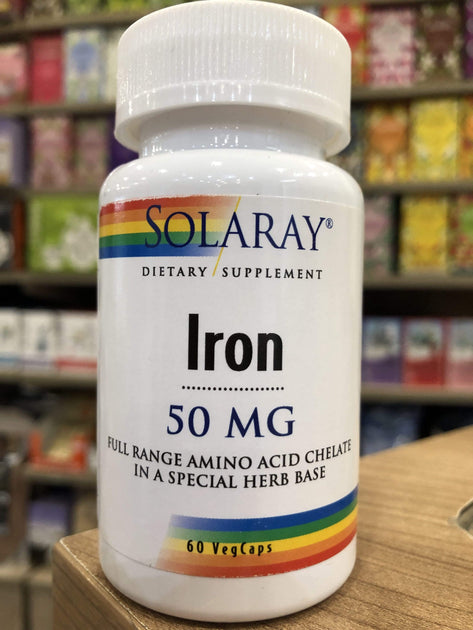 SOLARAY®
DIETARY SUPPLEMENT
Iron
50 MG
FULL RANGE AMINO ACID CHELATE
IN A SPECIAL HERB BASE
60 VegCaps